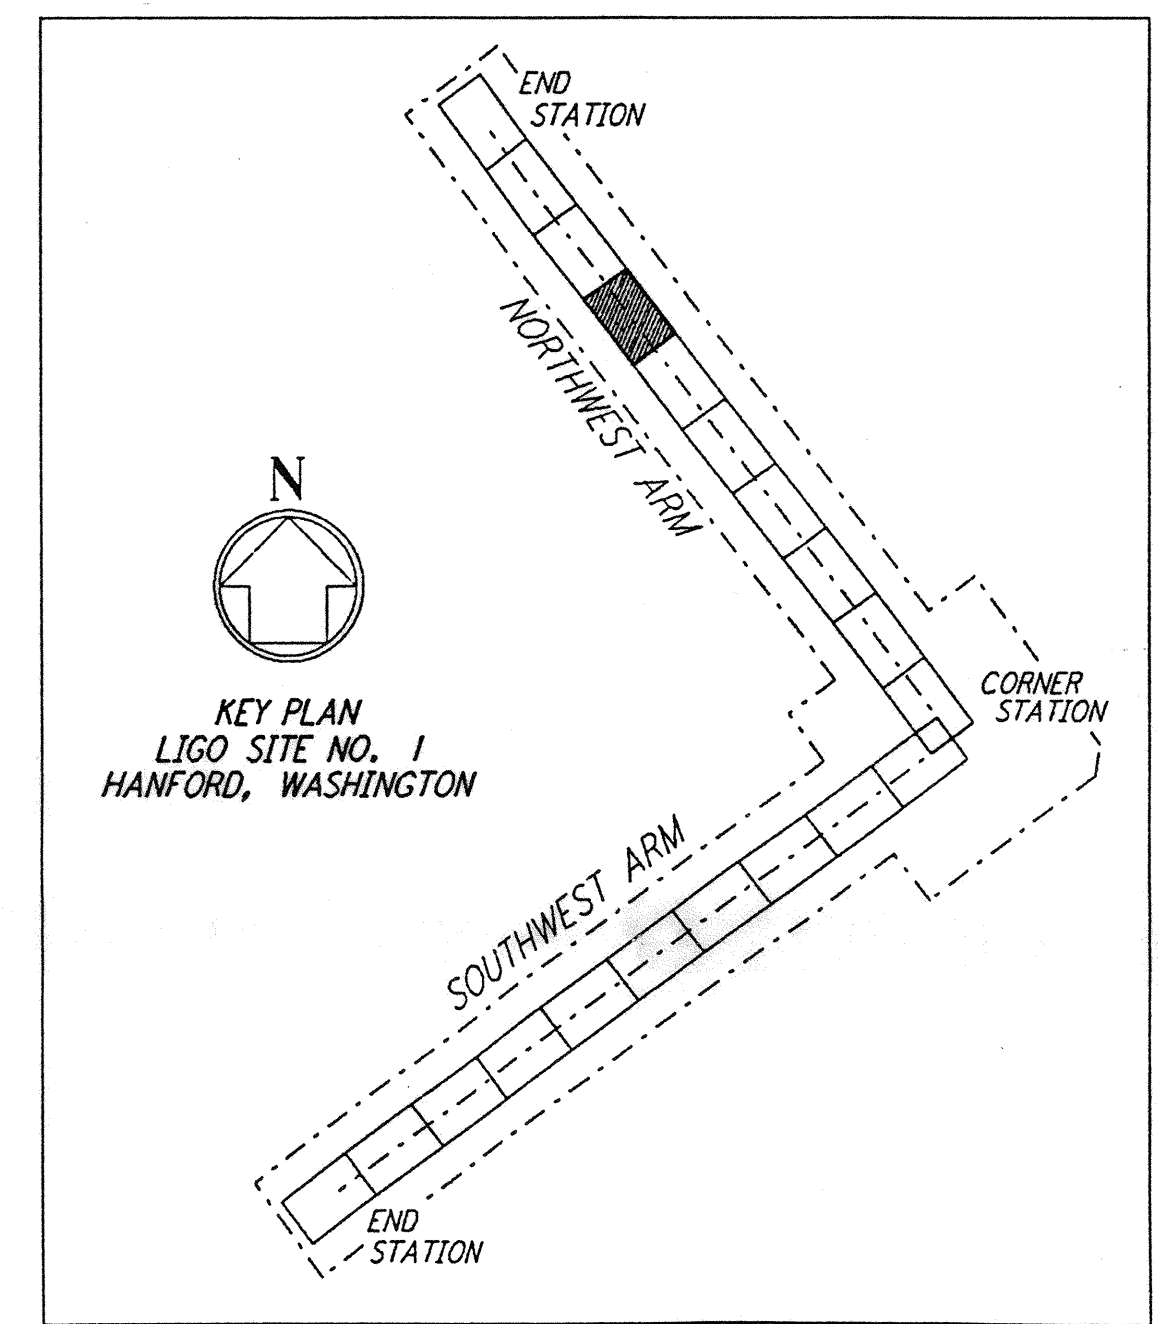 END
STATION
NORTHWEST ARM
N
KEY PLAN
LIGO SITE NO. 1
HANFORD, WASHINGTON
CORNER
STATION
SOUTHWEST ARM
END
STATION